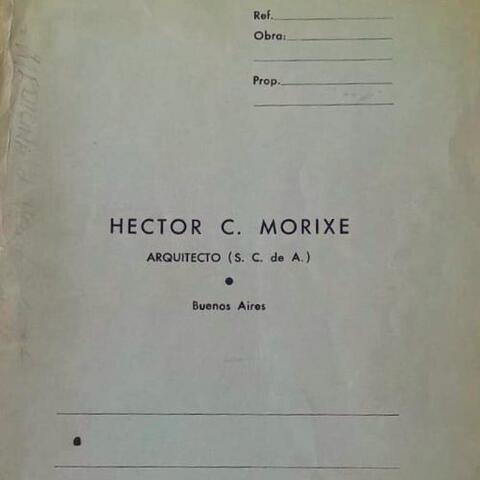 Ref.
Obra:
Prop.
HECTOR C. MORIXE
ARQUITECTO (S. C. de A.)
Buenos Aires